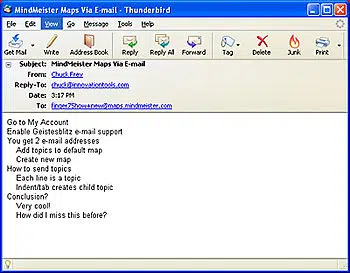 MindMeister Maps Via E-mail - Thunderbird
File Edit View Go Message Tools Help
Get Mail Write Address Book Reply Reply All Forward Tag Delete Junk Print
Subject: MindMeister Maps Via E-mail
From: Chuck Frey
Reply-To: chuck@innovationtools.com
Date: 3:17 PM
To: finger75how+new@maps.mindmeister.com
Go to My Account
Enable Geistesblitz e-mail support
You get 2 e-mail addresses
Add topics to default map
Create new map
How to send topics
Each line is a topic
Indent/tab creates child topic
Conclusion?
Very cool!
How did I miss this before?